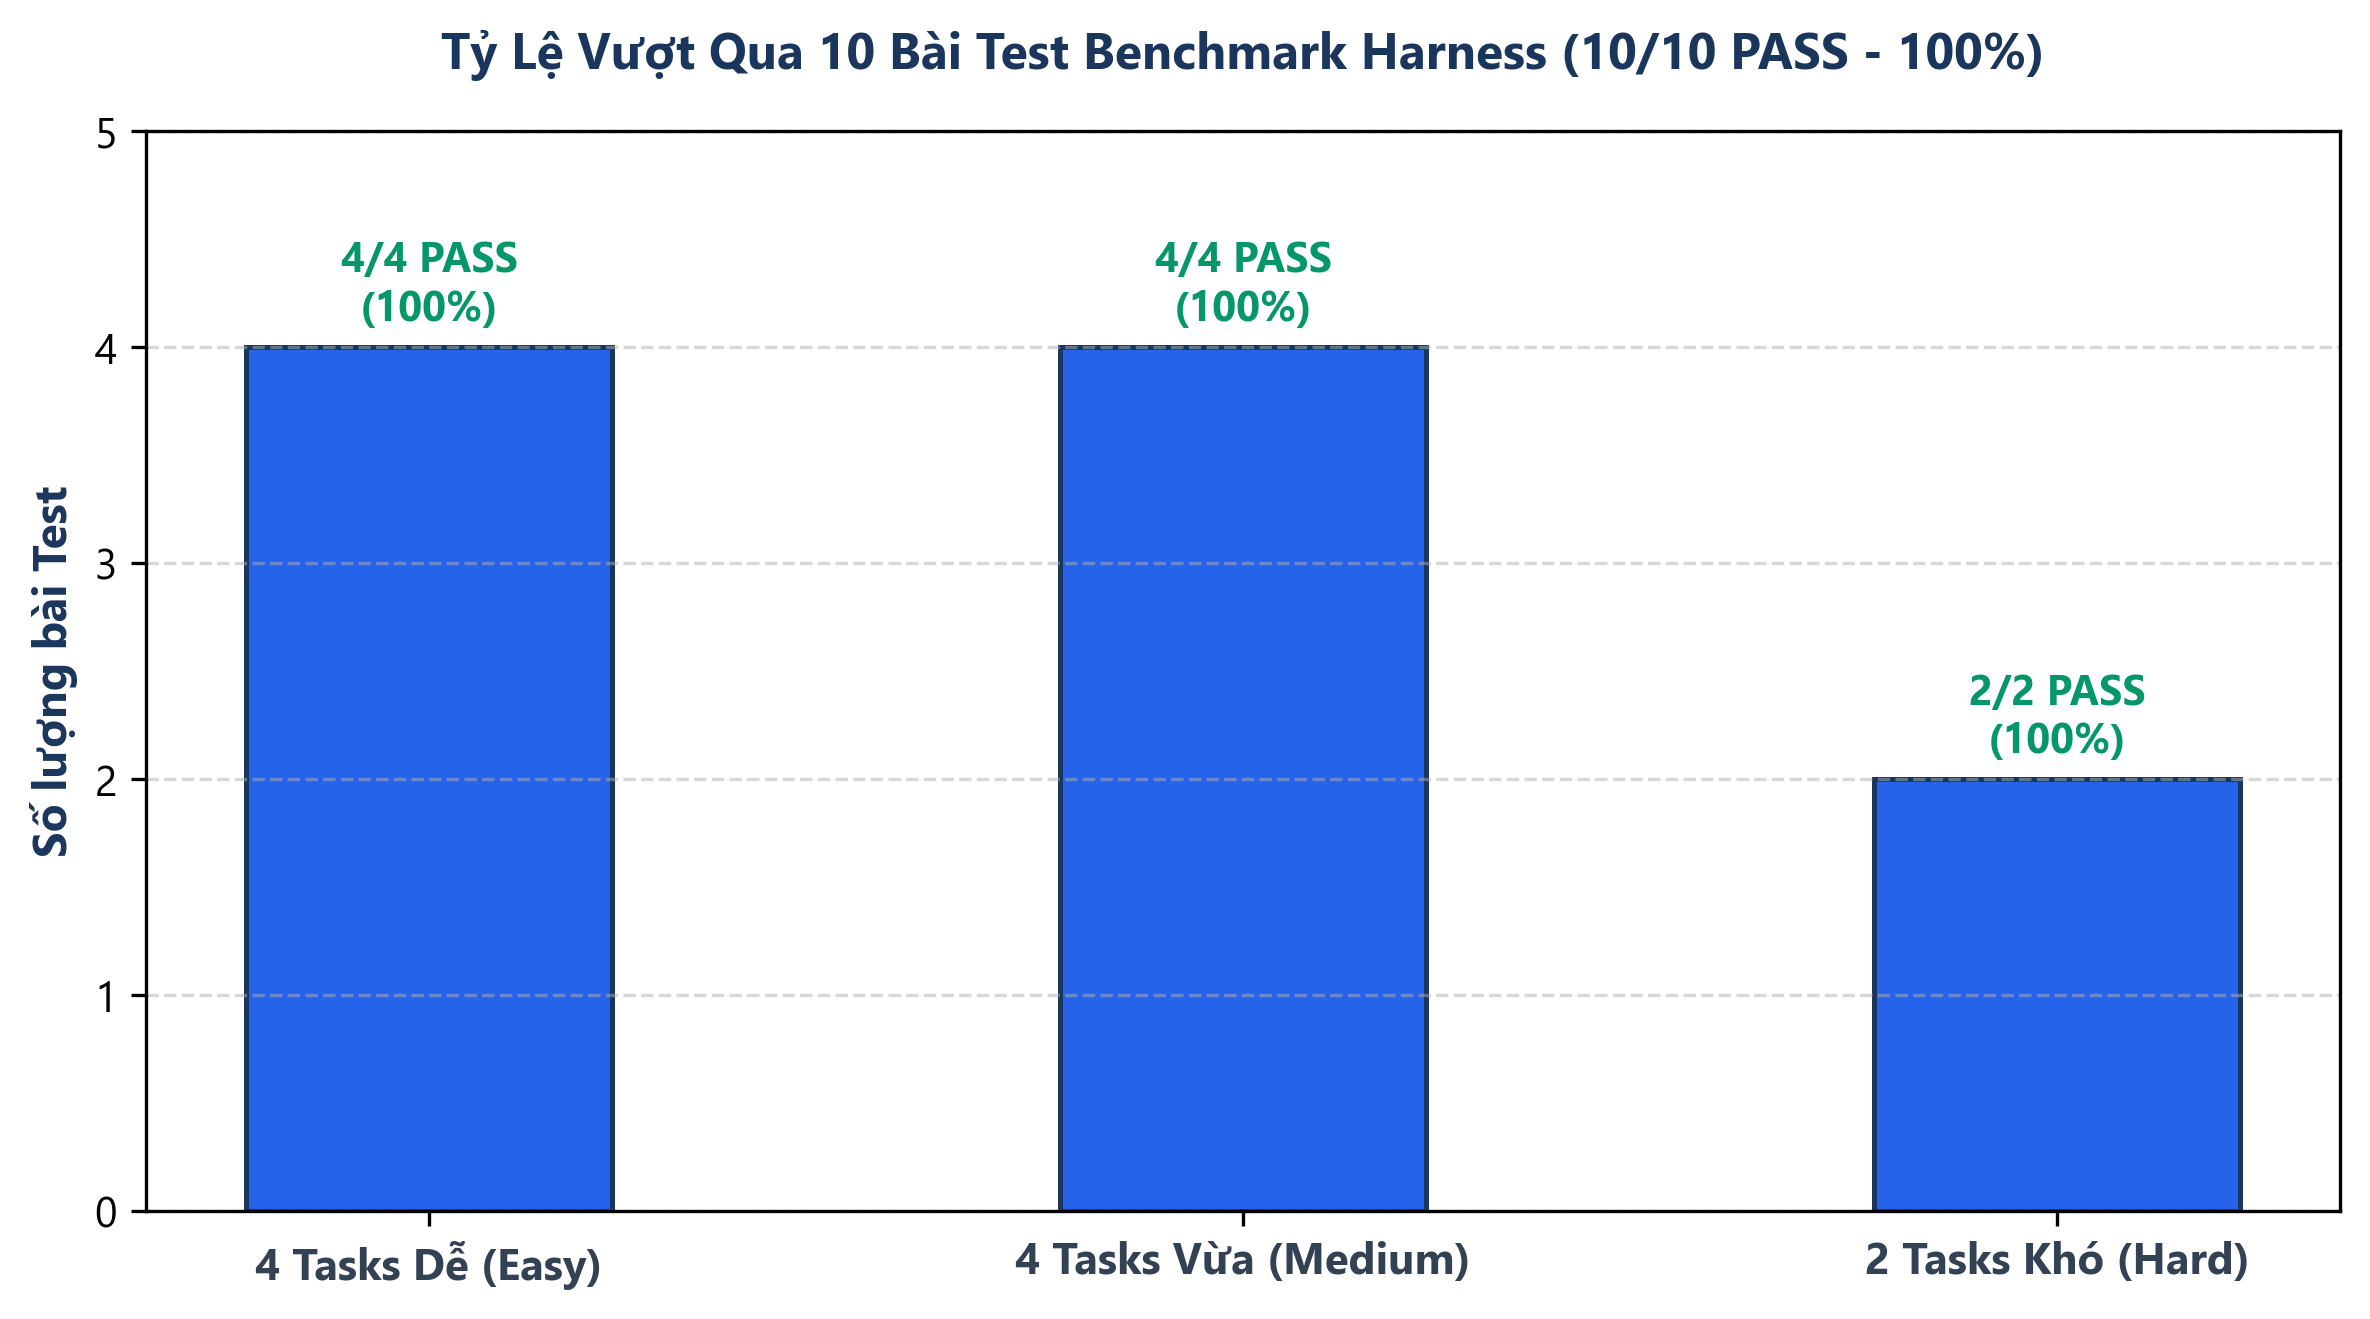 Tỷ Lệ Vượt Qua 10 Bài Test Benchmark Harness (10/10 PASS - 100%)
Số lượng bài Test
5
4
3
2
1
0
4/4 PASS
(100%)
4/4 PASS
(100%)
2/2 PASS
(100%)
4 Tasks Dễ (Easy)
4 Tasks Vừa (Medium)
2 Tasks Khó (Hard)